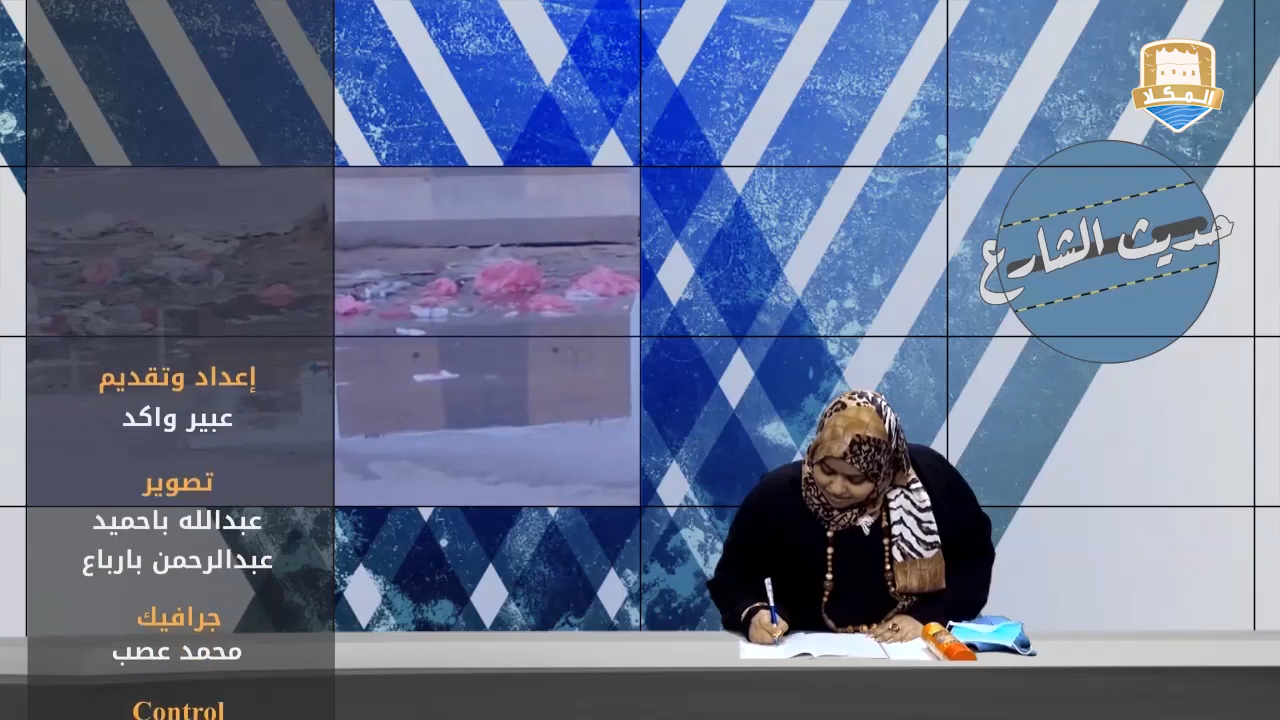 المكلا
حديث الشارع
إعداد وتقديم
عبير واكد
تصوير
عبدالله باحميد
عبدالرحمن بارباع
جرافيك
محمد عصب
Control